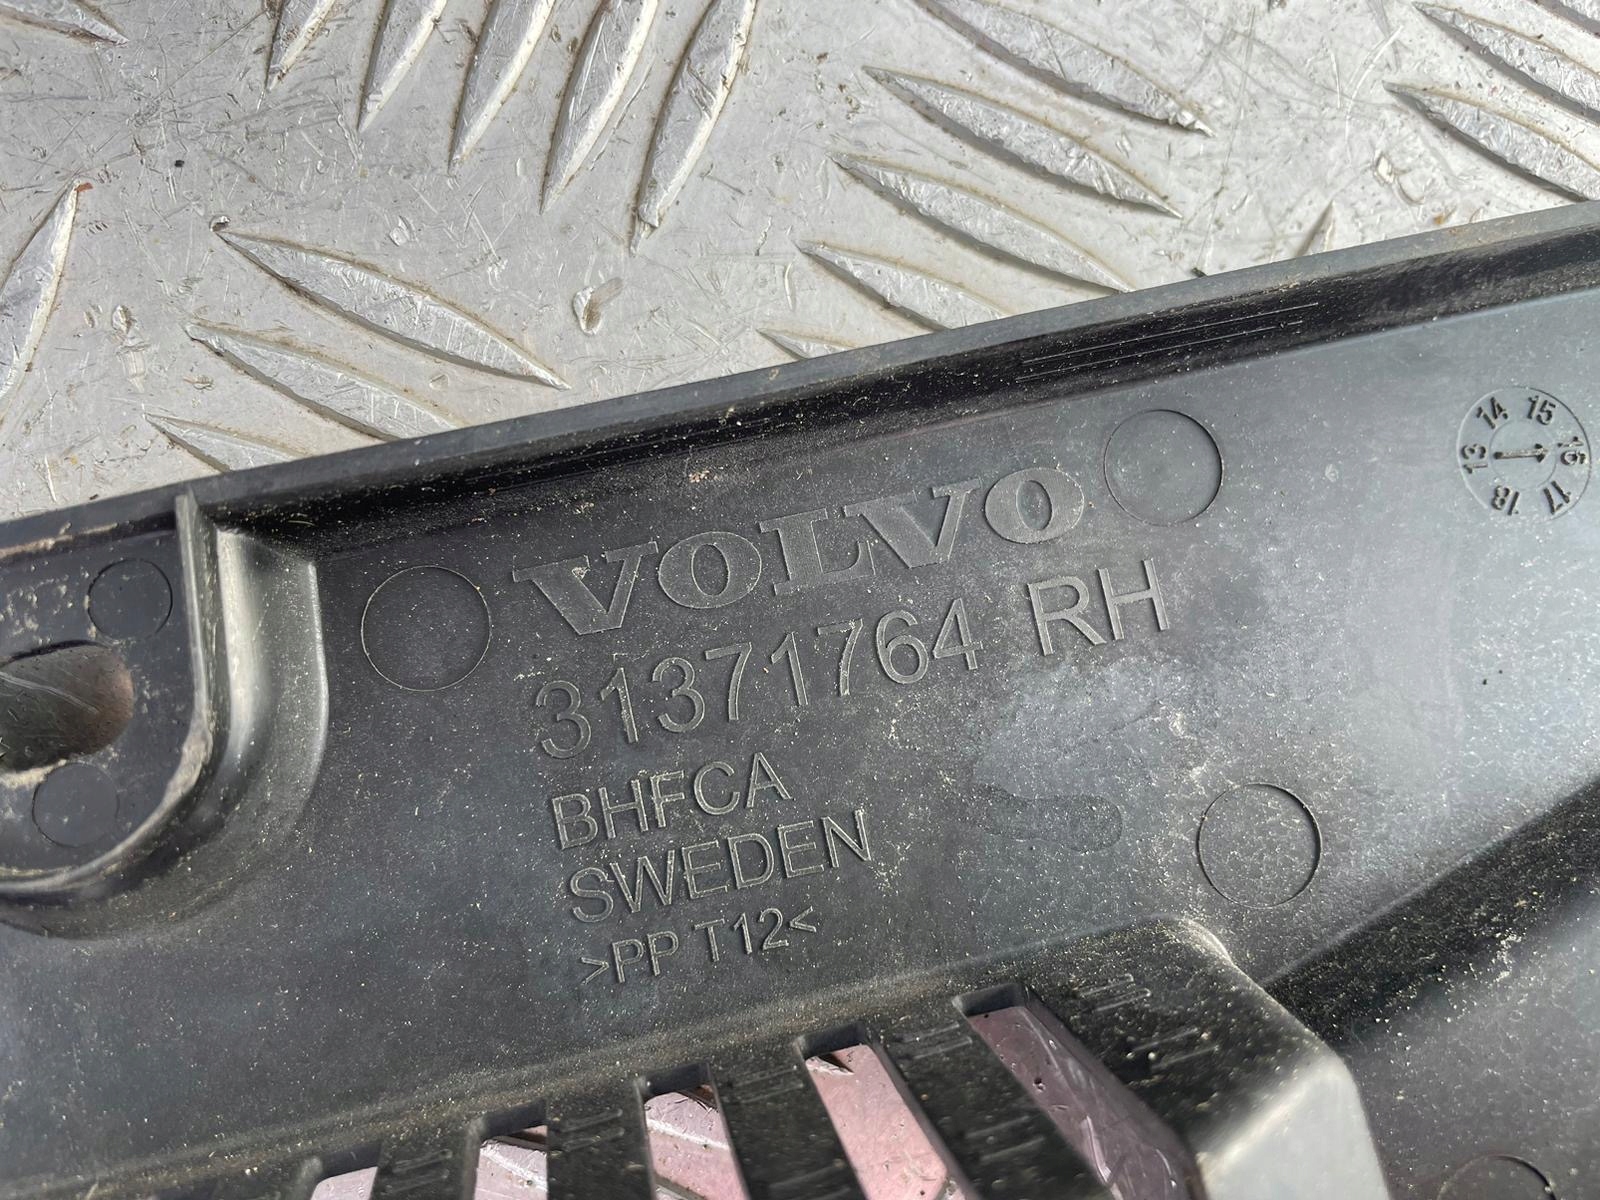 VOLVO
31371764 RH
BHFCA
SWEDEN
>PP T12<
13 14 15 16 17 18